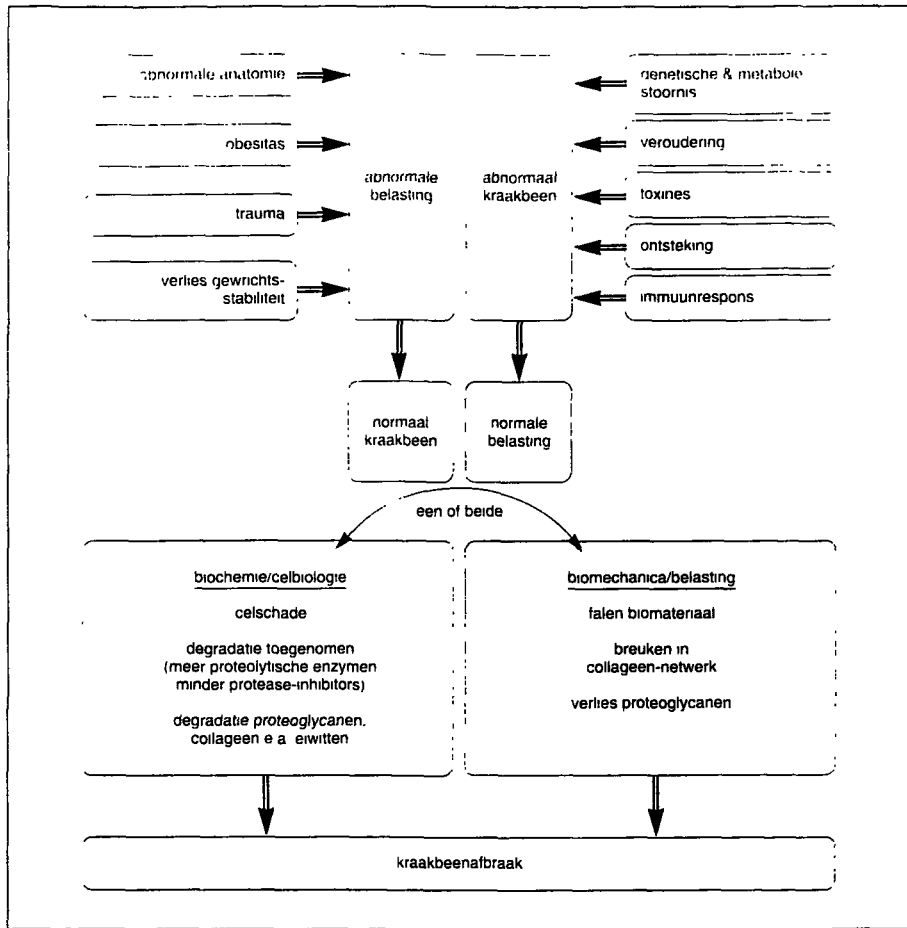 abnormale anatomie
obesitas
trauma
verlies gewrichts-
stabiliteit
abnormale
belasting
abnormaal
kraakbeen
genetische & metabole
stoornis
veroudering
toxines
ontsteking
immuunrespons
normaal
kraakbeen
normale
belasting
een of beide
biochemie/celbiologie
celschade
degradatie toegenomen
(meer proteolytische enzymen
minder protease-inhibitors)
degradatie proteoglycanen,
collageen e a eiwitten
biomechanica/belasting
falen biomateriaal
breuken in
collageen-netwerk
verlies proteoglycanen
kraakbeenafbraak